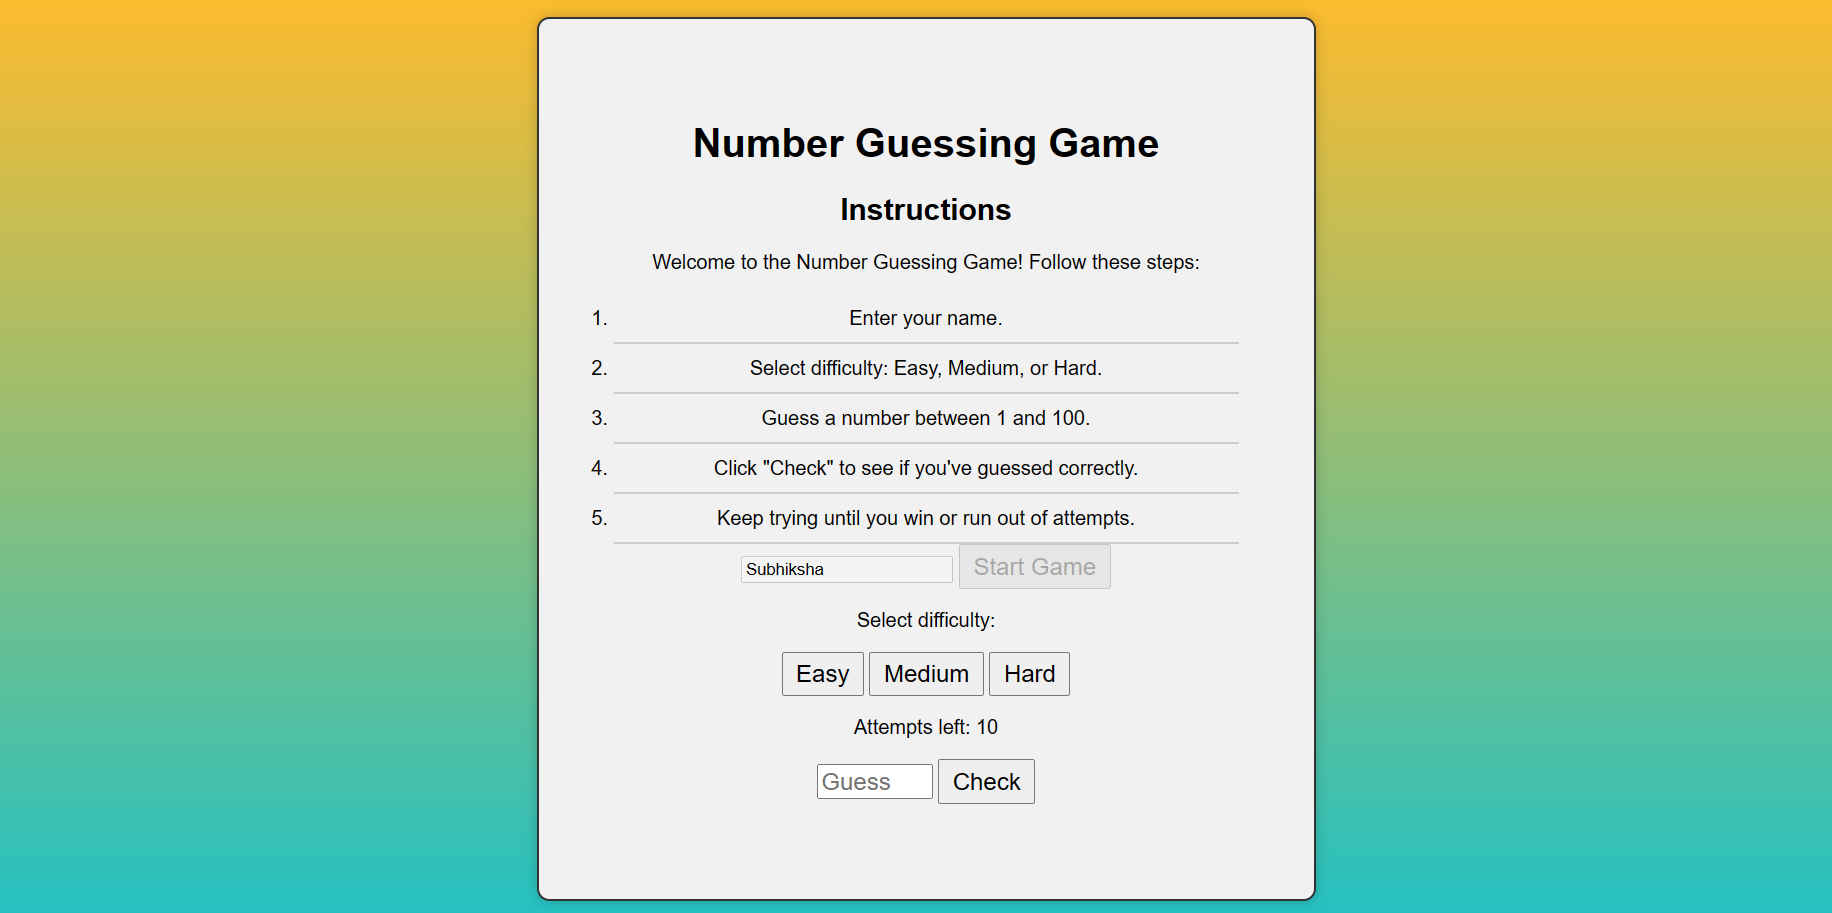 Number Guessing Game
Instructions
Welcome to the Number Guessing Game! Follow these steps:
1. Enter your name.
2. Select difficulty: Easy, Medium, or Hard.
3. Guess a number between 1 and 100.
4. Click "Check" to see if you've guessed correctly.
5. Keep trying until you win or run out of attempts.
Subhiksha Start Game
Select difficulty:
Easy Medium Hard
Attempts left: 10
Guess Check